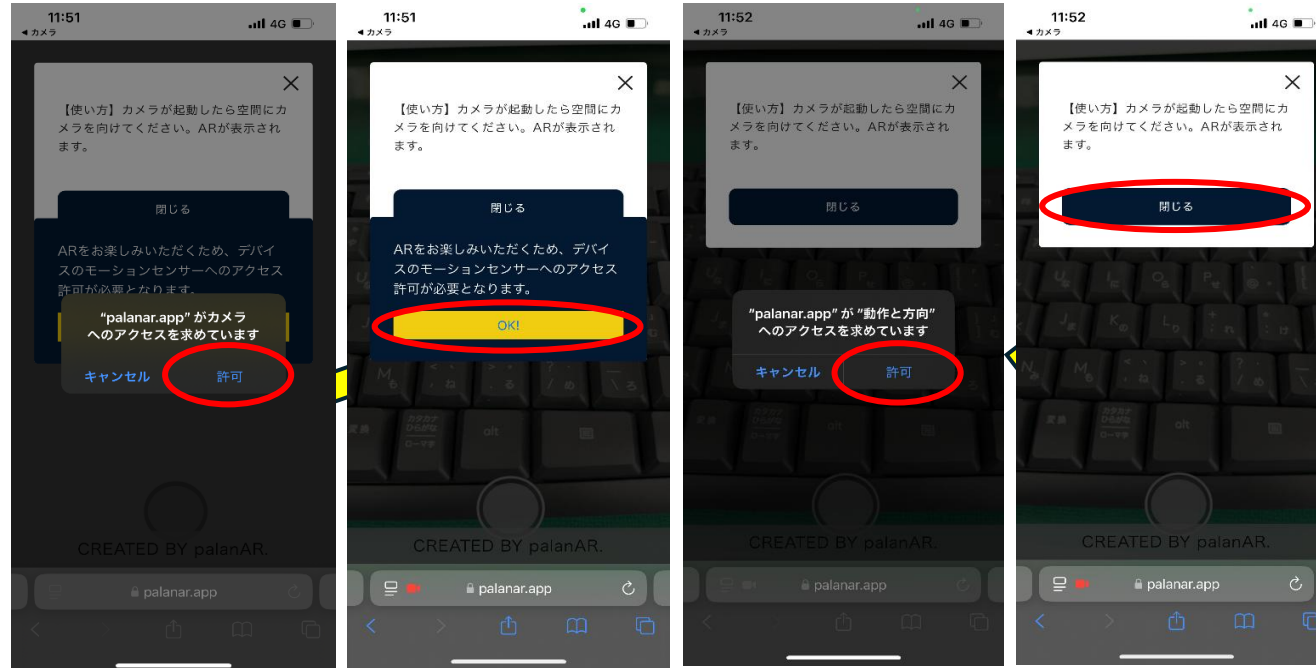 11:51
4G
◀ カメラ
【使い方】カメラが起動したら空間にカ
メラを向けてください。ARが表示され
ます。
閉じる
ARをお楽しみいただくため、デバイ
スのモーションセンサーへのアクセス
許可が必要となります。
"palanar.app" がカメラ
へのアクセスを求めています
キャンセル
許可
CREATED BY palanAR.
palanar.app
11:51
4G
◀ カメラ
【使い方】カメラが起動したら空間にカ
メラを向けてください。ARが表示され
ます。
閉じる
ARをお楽しみいただくため、デバイ
スのモーションセンサーへのアクセス
許可が必要となります。
OK!
CREATED BY palanAR.
palanar.app
11:52
4G
◀ カメラ
【使い方】カメラが起動したら空間にカ
メラを向けてください。ARが表示され
ます。
閉じる
"palanar.app" が "動作と方向"
へのアクセスを求めています
キャンセル
許可
CREATED BY palanAR.
palanar.app
11:52
4G
◀ カメラ
【使い方】カメラが起動したら空間にカ
メラを向けてください。ARが表示され
ます。
閉じる
CREATED BY palanAR.
palanar.app